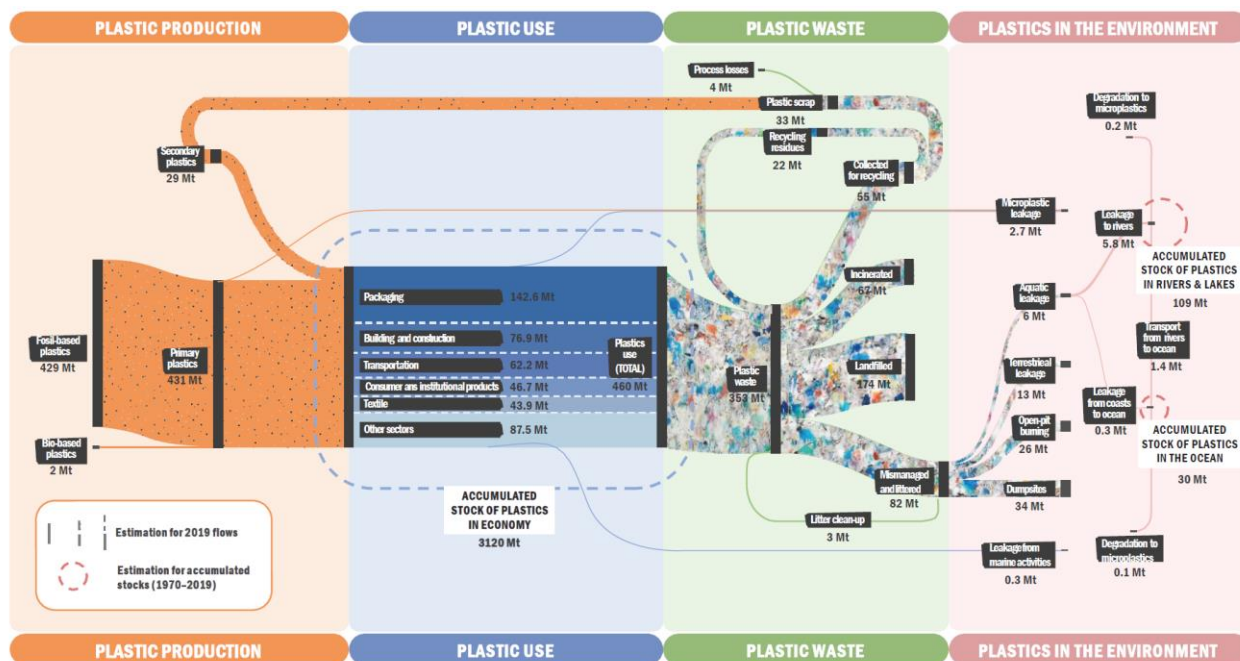 PLASTIC PRODUCTION
PLASTIC USE
PLASTIC WASTE
PLASTICS IN THE ENVIRONMENT
Secondary
plastics
29 Mt
Fosil-based
plastics
429 Mt
Primary
plastics
431 Mt
Bio-based
plastics
2 Mt
Estimation for 2019 flows
Estimation for accumulated
stocks (1970–2019)
Packaging 142.6 Mt
Building and construction 76.9 Mt
Transportation 62.2 Mt
Consumer ans institutional products 46.7 Mt
Textile 43.9 Mt
Other sectors 87.5 Mt
Plastics
use
(TOTAL)
460 Mt
ACCUMULATED
STOCK OF PLASTICS
IN ECONOMY
3120 Mt
Process losses
4 Mt
Plastic scrap
33 Mt
Recycling
residues
22 Mt
Collected
for recycling
55 Mt
Incinerated
67 Mt
Landfilled
174 Mt
Plastic
waste
353 Mt
Mismanaged
and littered
82 Mt
Litter clean-up
3 Mt
Degradation to
microplastics
0.2 Mt
Microplastic
leakage
2.7 Mt
Leakage
to rivers
5.8 Mt
ACCUMULATED
STOCK OF PLASTICS
IN RIVERS & LAKES
109 Mt
Aquatic leakage
6 Mt
Transport
from rivers
to ocean
1.4 Mt
Terrestrieal
leakage
13 Mt
Leakage
from coasts
to ocean
0.3 Mt
Open-pit
burning
26 Mt
ACCUMULATED
STOCK OF PLASTICS
IN THE OCEAN
30 Mt
Dumpsites
34 Mt
Leakage from
marine activities
0.3 Mt
Degradation to
microplastics
0.1 Mt
PLASTIC PRODUCTION
PLASTIC USE
PLASTIC WASTE
PLASTICS IN THE ENVIRONMENT